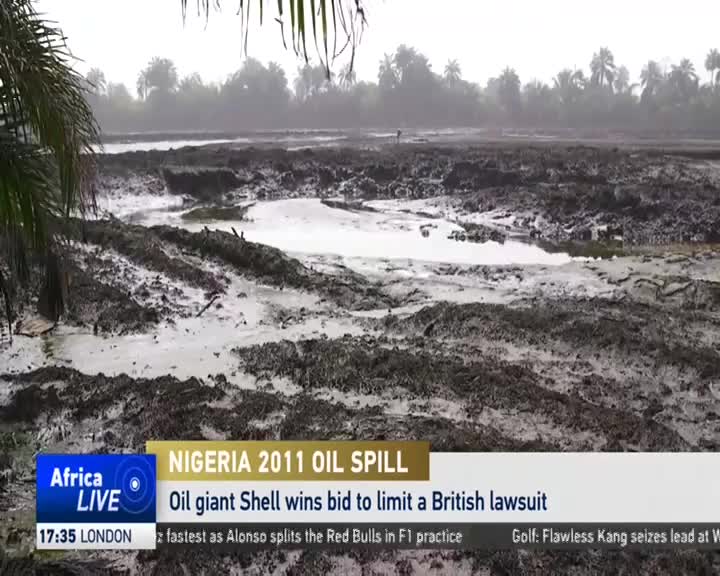 NIGERIA 2011 OIL SPILL
Africa
LIVE
Oil giant Shell wins bid to limit a British lawsuit
17:35 LONDON
z fastest as Alonso splits the Red Bulls in F1 practice
Golf: Flawless Kang seizes lead at W